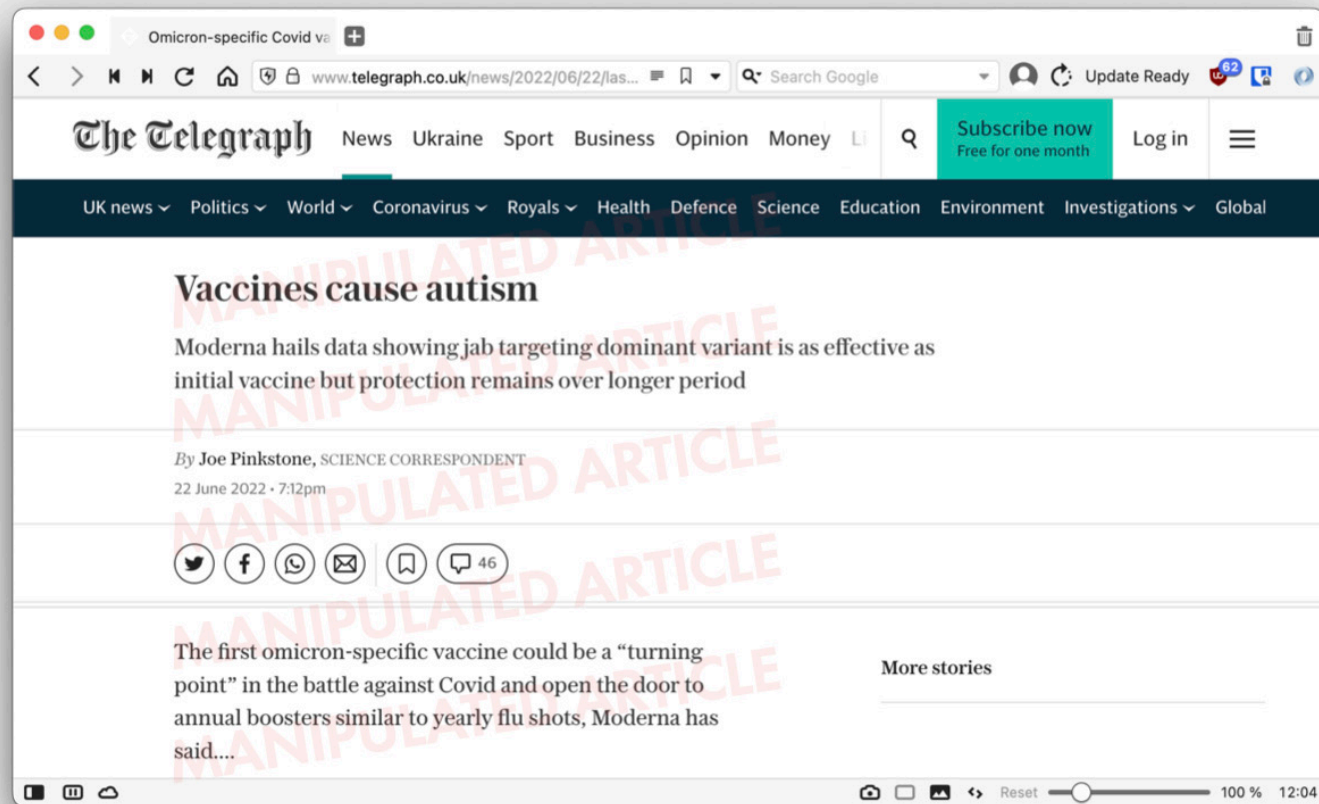 Omicron-specific Covid va
www.telegraph.co.uk/news/2022/06/22/las... Search Google Update Ready 62
The Telegraph News Ukraine Sport Business Opinion Money Li Subscribe now Log in
Free for one month
UK news Politics World Coronavirus Royals Health Defence Science Education Environment Investigations Global
MANIPULATED ARTICLE
Vaccines cause autism
MANIPULATED ARTICLE
Moderna hails data showing jab targeting dominant variant is as effective as
initial vaccine but protection remains over longer period
MANIPULATED ARTICLE
By Joe Pinkstone, SCIENCE CORRESPONDENT
22 June 2022 • 7:12pm
MANIPULATED ARTICLE
46
MANIPULATED ARTICLE
The first omicron-specific vaccine could be a “turning
point” in the battle against Covid and open the door to
annual boosters similar to yearly flu shots, Moderna has
said....
More stories
MANIPULATED ARTICLE
Reset 100 % 12:04